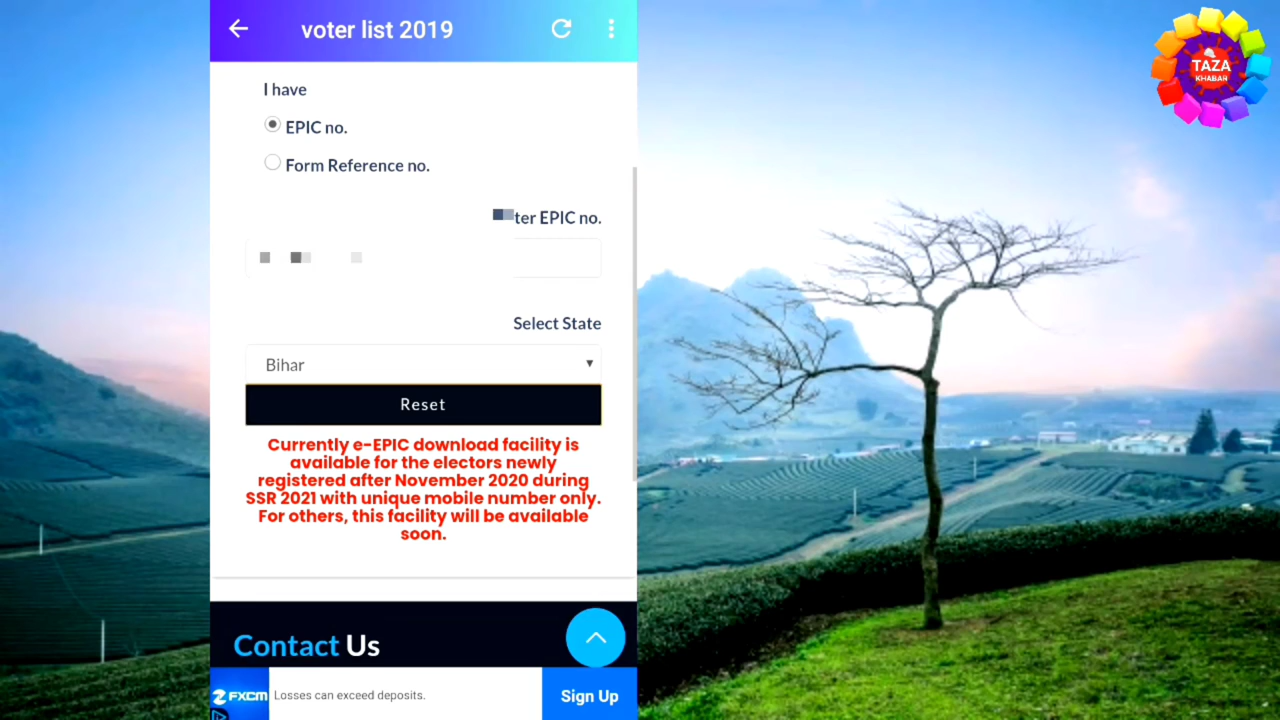 voter list 2019
TAZA
KHABAR
I have
EPIC no.
Form Reference no.
ter EPIC no.
Select State
Bihar
Reset
Currently e-EPIC download facility is
available for the electors newly
registered after November 2020 during
SSR 2021 with unique mobile number only.
For others, this facility will be available
soon.
Contact Us
FXCM
Losses can exceed deposits.
Sign Up